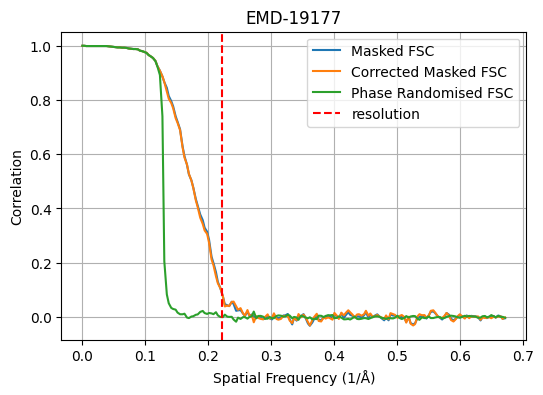 EMD-19177
Masked FSC
Corrected Masked FSC
Phase Randomised FSC
resolution
Correlation
1.0
0.8
0.6
0.4
0.2
0.0
0.0 0.1 0.2 0.3 0.4 0.5 0.6 0.7
Spatial Frequency (1/Å)